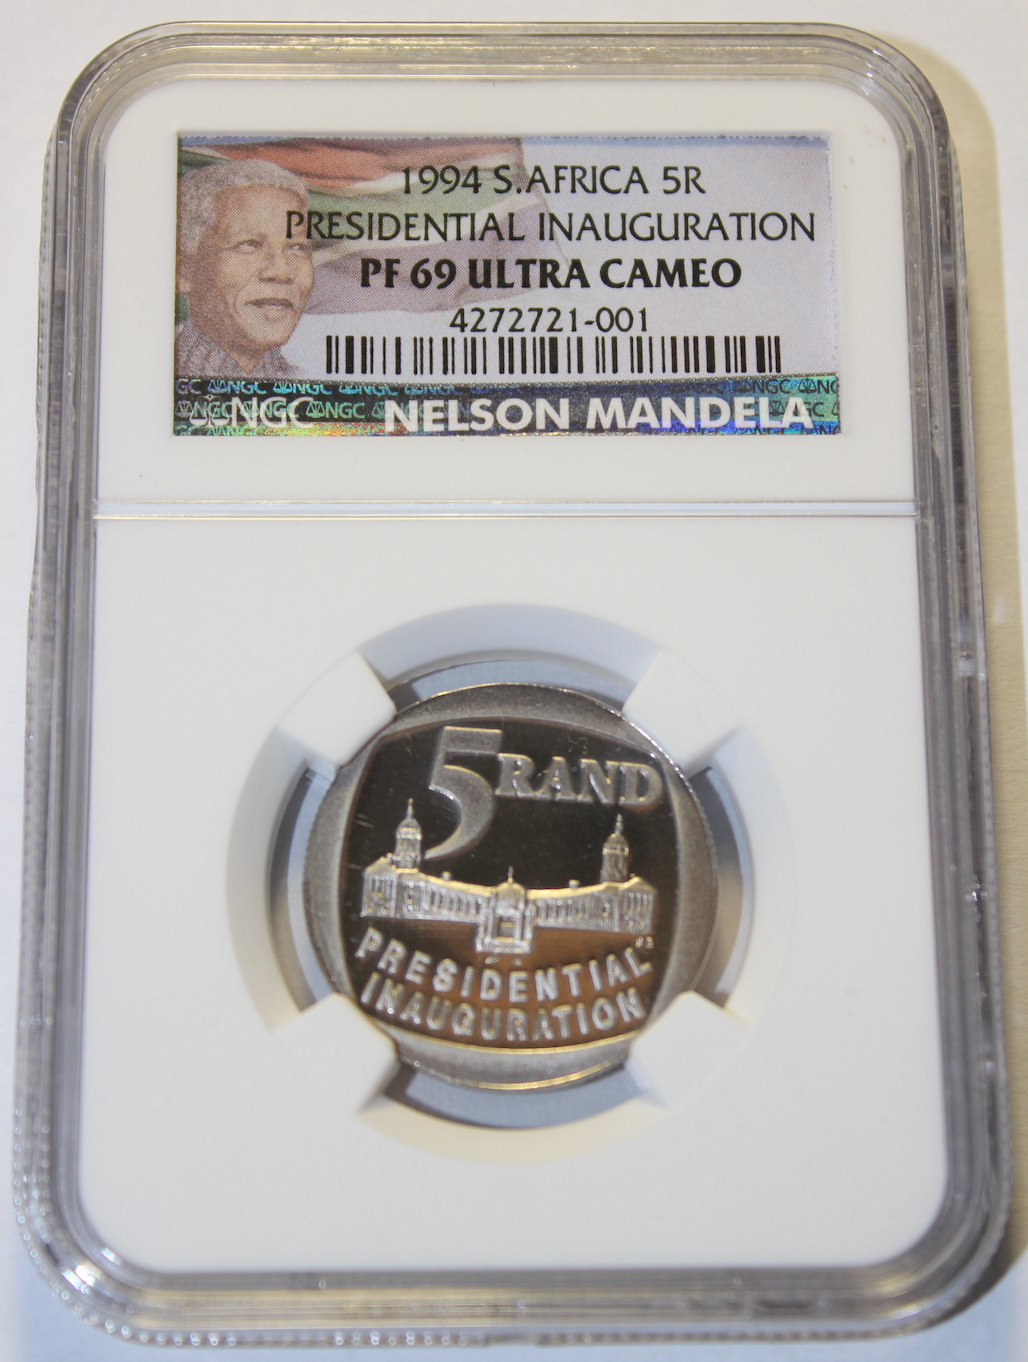 1994 S.AFRICA 5R
PRESIDENTIAL INAUGURATION
PF 69 ULTRA CAMEO
4272721-001
NGC NELSON MANDELA
5 RAND
PRESIDENTIAL
INAUGURATION